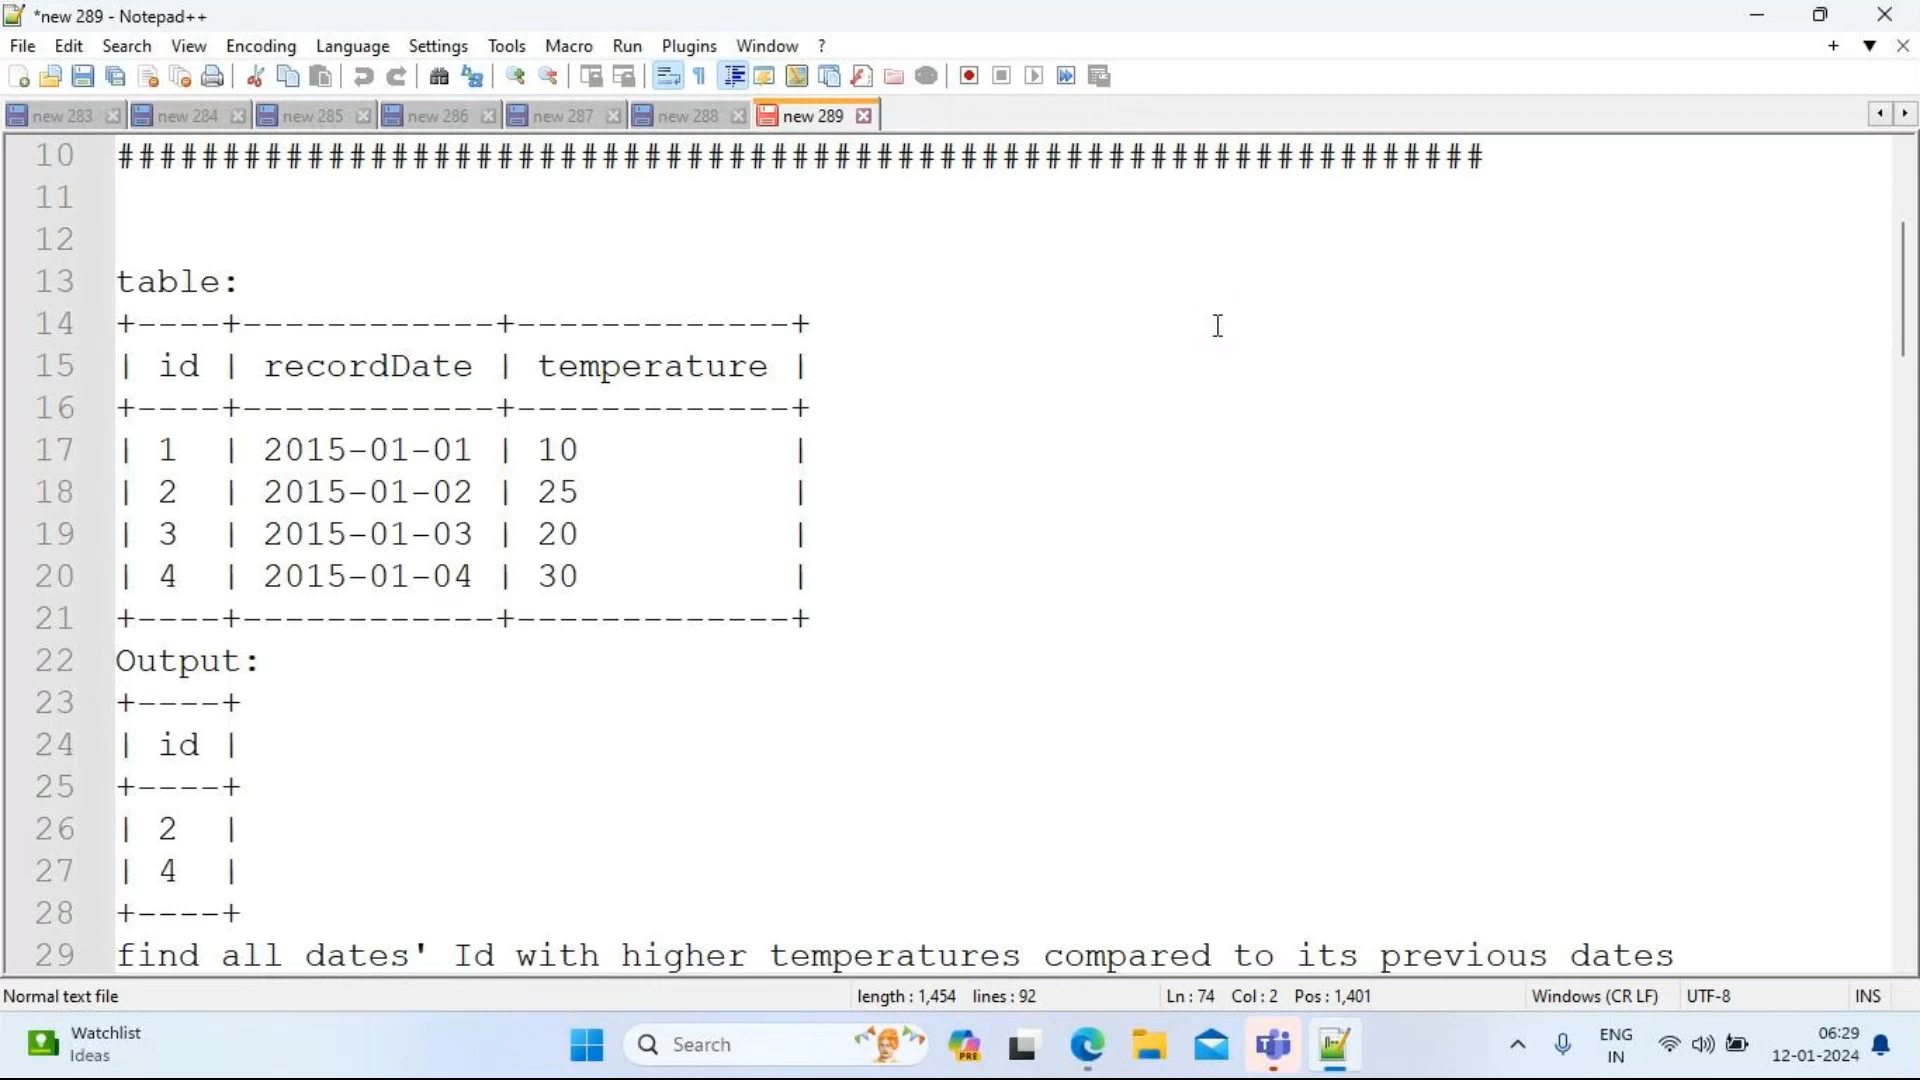 *new 289 - Notepad++
File Edit Search View Encoding Language Settings Tools Macro Run Plugins Window ?
new 283 new 284 new 285 new 286 new 287 new 288 new 289
10 #################################################################
11
12
13 table:
14 +----+------------+-------------+
15 | id | recordDate | temperature |
16 +----+------------+-------------+
17 | 1  | 2015-01-01 | 10          |
18 | 2  | 2015-01-02 | 25          |
19 | 3  | 2015-01-03 | 20          |
20 | 4  | 2015-01-04 | 30          |
21 +----+------------+-------------+
22 Output:
23 +----+
24 | id |
25 +----+
26 | 2  |
27 | 4  |
28 +----+
29 find all dates' Id with higher temperatures compared to its previous dates
Normal text file length : 1,454 lines : 92 Ln : 74 Col : 2 Pos : 1,401 Windows (CR LF) UTF-8 INS
Watchlist
Ideas
Search
PRE
ENG
IN
06:29
12-01-2024